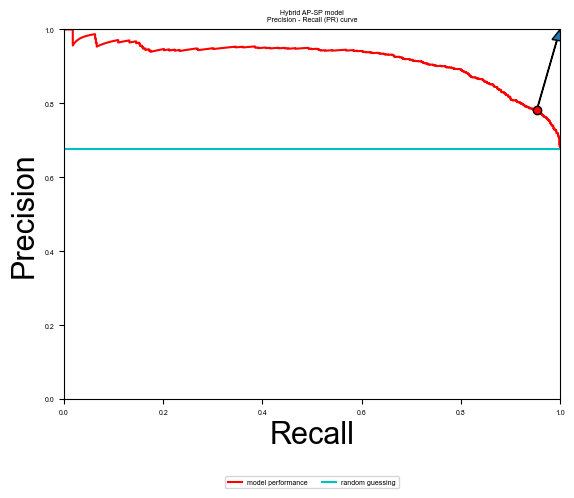 Hybrid AP-SP model
Precision - Recall (PR) curve
1.0
0.8
0.6
0.4
0.2
0.0
Precision
0.0 0.2 0.4 0.6 0.8 1.0
Recall
model performance random guessing